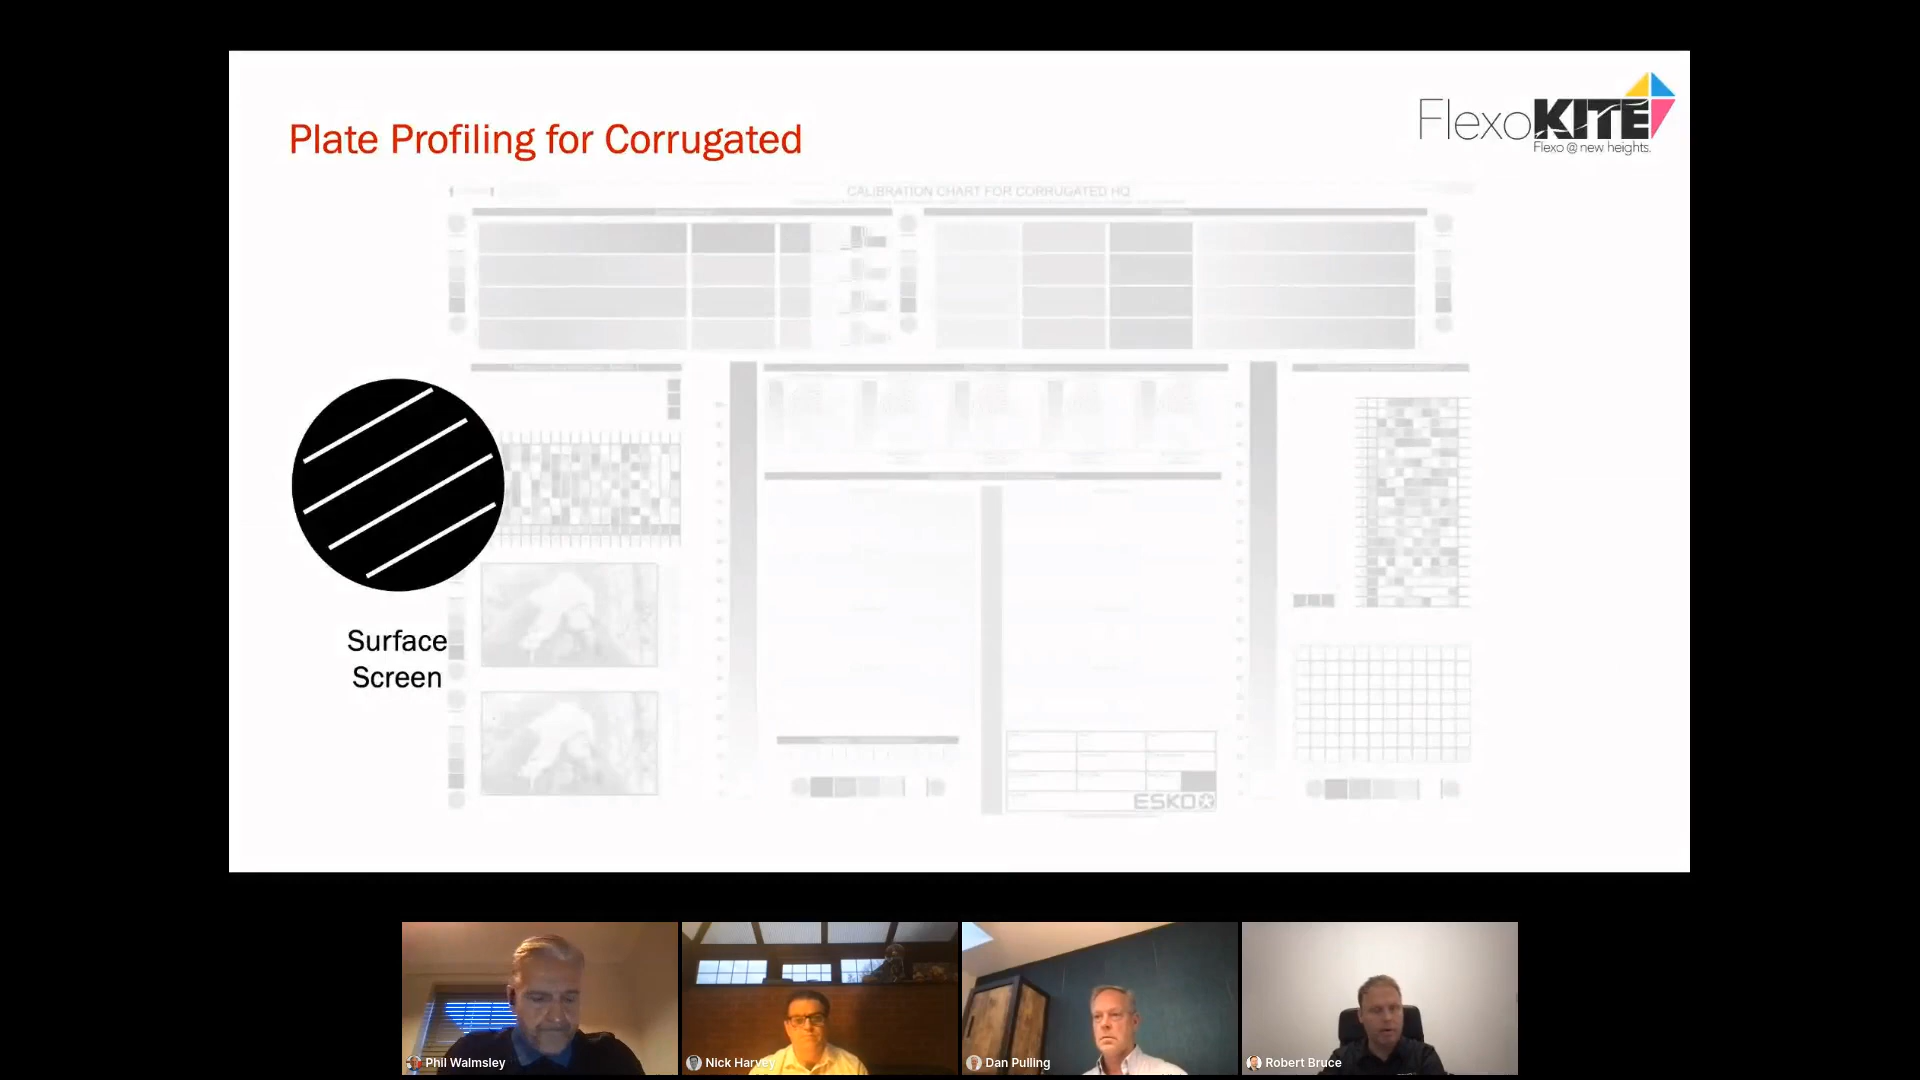 FlexoKITE
Flexo @ new heights.
Plate Profiling for Corrugated
CALIBRATION CHART FOR CORRUGATED HQ
Surface
Screen
ESKO
Phil Walmsley
Nick Harvey
Dan Pulling
Robert Bruce